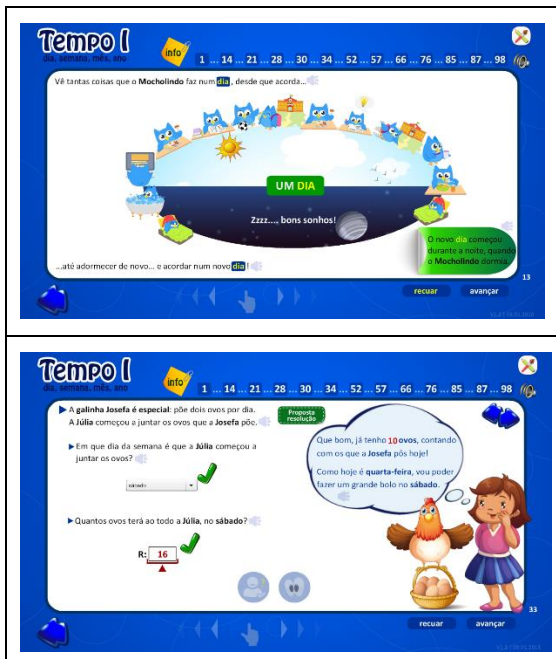 Tempo I
dia, semana, mês, ano
info
1 ... 14 ... 21 ... 28 ... 30 ... 34 ... 52 ... 57 ... 66 ... 76 ... 85 ... 87 ... 98
Vê tantas coisas que o Mocholindo faz num dia, desde que acorda...
UM DIA
Zzzz..., bons sonhos!
O novo dia começou
durante a noite, quando
o Mocholindo dormia.
...até adormecer de novo... e acordar num novo dia!
13
recuar avançar
Tempo I
dia, semana, mês, ano
info
1 ... 14 ... 21 ... 28 ... 30 ... 34 ... 52 ... 57 ... 66 ... 76 ... 85 ... 87 ... 98
A galinha Josefa é especial: põe dois ovos por dia.
A Júlia começou a juntar os ovos que a Josefa põe.
Proposta
resolução
Em que dia da semana é que a Júlia começou a
juntar os ovos?
sábado
Quantos ovos terá ao todo a Júlia, no sábado?
R: 16
Que bom, já tenho 10 ovos, contando
com os que a Josefa pôs hoje!
Como hoje é quarta-feira, vou poder
fazer um grande bolo no sábado.
33
recuar avançar